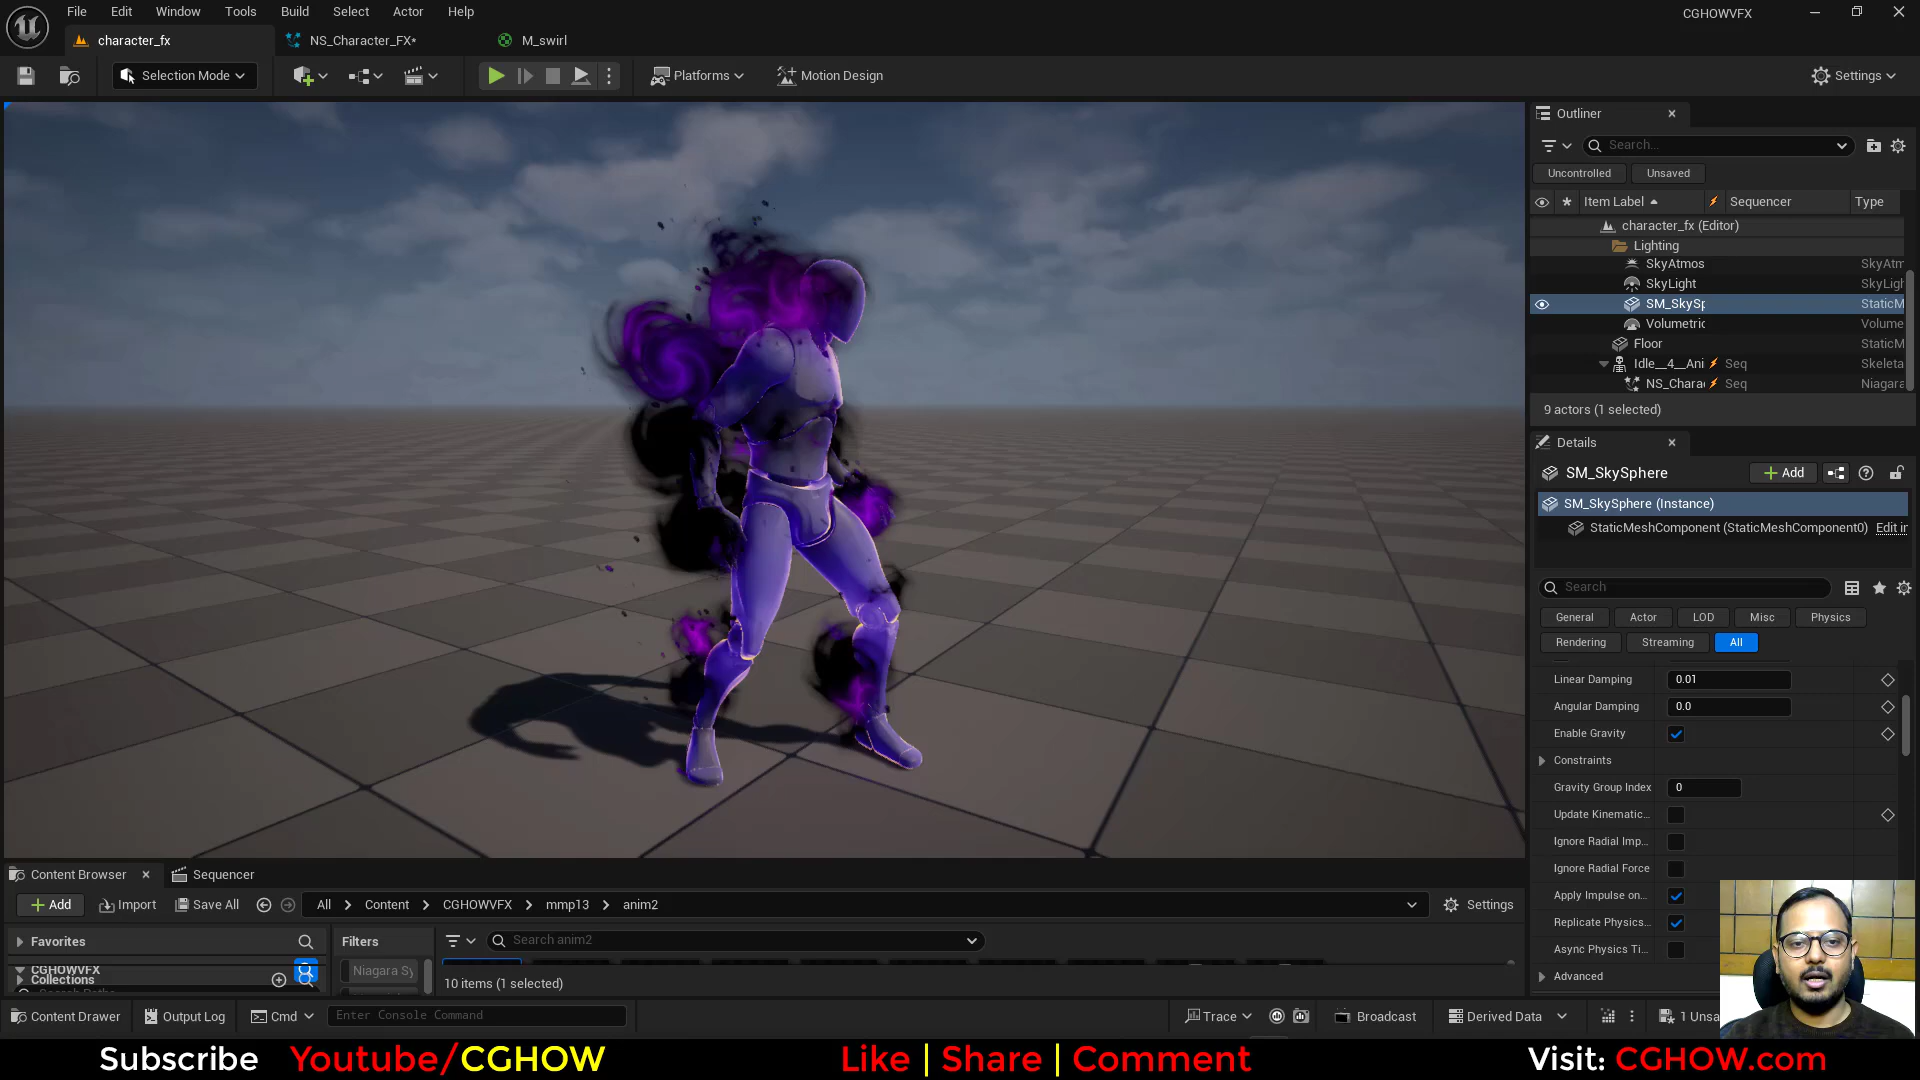 File Edit Window Tools Build Select Actor Help
CGHOWVFX
character_fx
NS_Character_FX*
M_swirl
Selection Mode
Platforms
Motion Design
Settings
Outliner
Search...
Uncontrolled
Unsaved
Item Label
Sequencer
Type
character_fx (Editor)
Lighting
SkyAtmos SkyAtm
SkyLight SkyLigh
SM_SkySp StaticM
Volumetric Volume
Floor StaticM
Idle__4__Ani Seq Skeleta
NS_Charac Seq Niagara
9 actors (1 selected)
Details
SM_SkySphere
Add
SM_SkySphere (Instance)
StaticMeshComponent (StaticMeshComponent0) Edit in
Search
General Actor LOD Misc Physics
Rendering Streaming All
Linear Damping 0.01
Angular Damping 0.0
Enable Gravity
Constraints
Gravity Group Index 0
Update Kinematic...
Ignore Radial Imp...
Ignore Radial Force
Apply Impulse on...
Replicate Physics...
Async Physics Ti...
Advanced
Content Browser
Sequencer
Add
Import
Save All
All > Content > CGHOWVFX > mmp13 > anim2
Settings
Favorites
Filters
Search anim2
CGHOWVFX
Collections
Niagara Sy
10 items (1 selected)
Content Drawer
Output Log
Cmd
Enter Console Command
Trace
Broadcast
Derived Data
1 Unsa
Subscribe Youtube/CGHOW
Like | Share | Comment
Visit: CGHOW.com